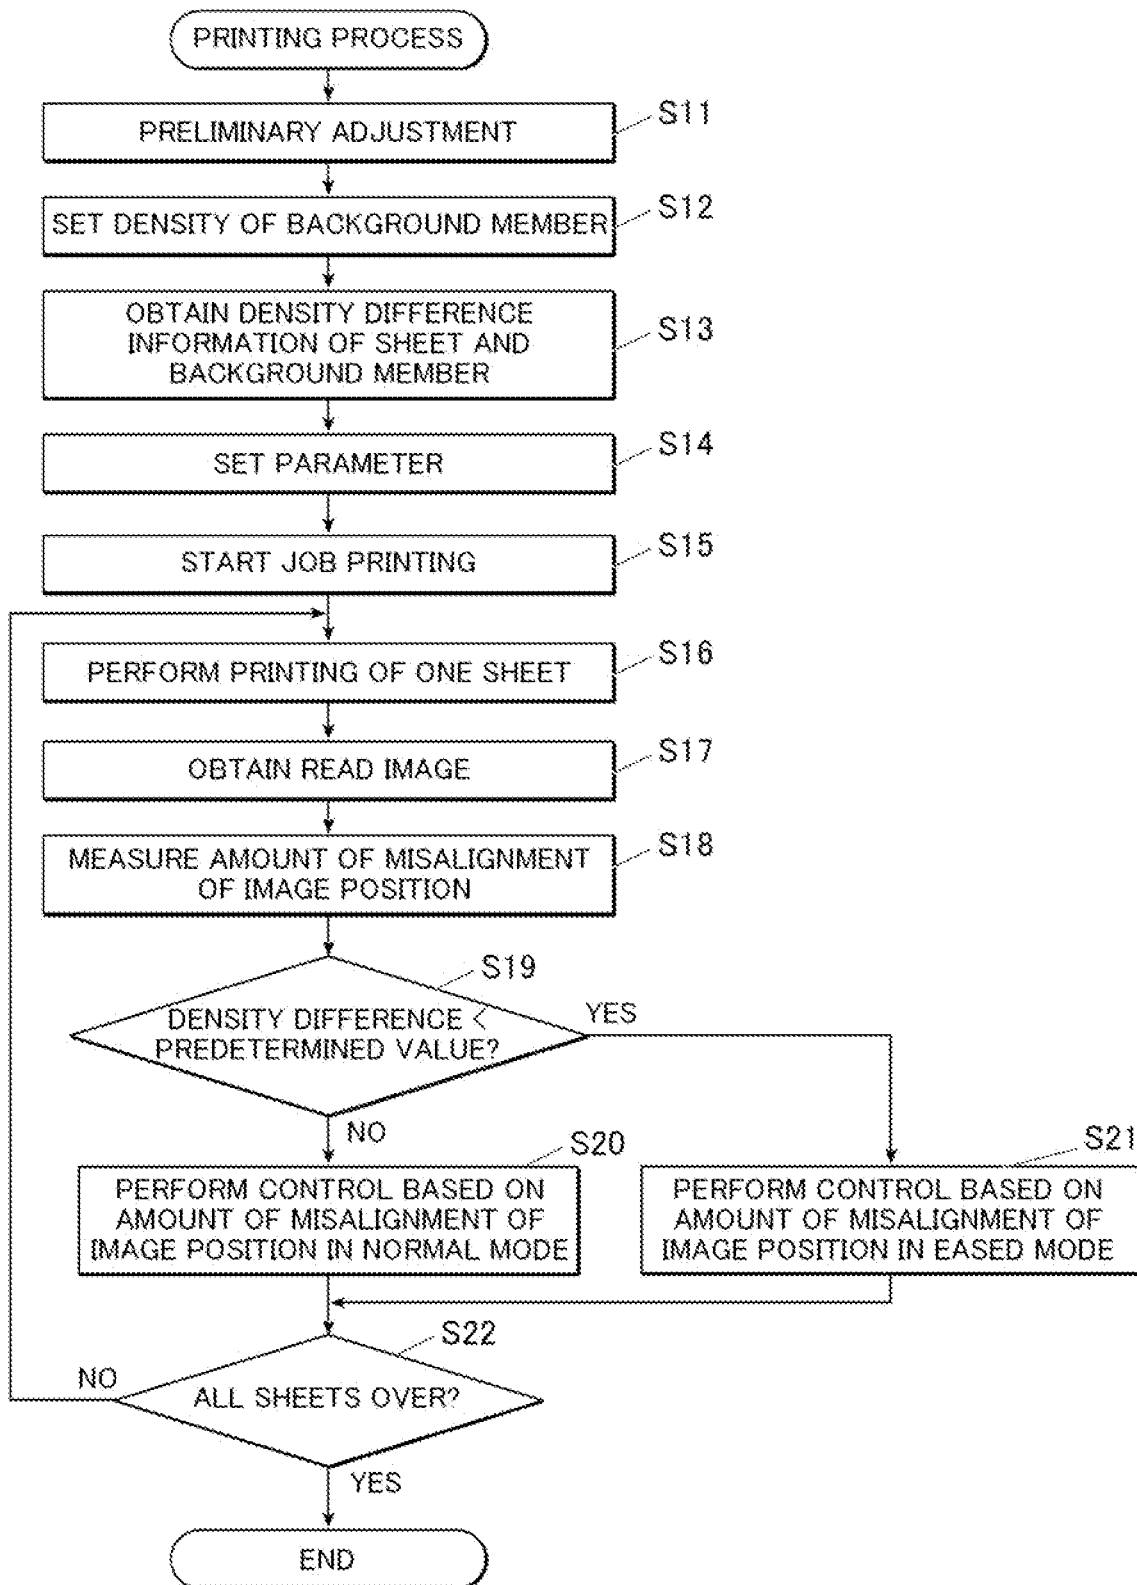 PRINTING PROCESS
PRELIMINARY ADJUSTMENT
S11
SET DENSITY OF BACKGROUND MEMBER
S12
OBTAIN DENSITY DIFFERENCE
INFORMATION OF SHEET AND
BACKGROUND MEMBER
S13
SET PARAMETER
S14
START JOB PRINTING
S15
PERFORM PRINTING OF ONE SHEET
S16
OBTAIN READ IMAGE
S17
MEASURE AMOUNT OF MISALIGNMENT
OF IMAGE POSITION
S18
S19
DENSITY DIFFERENCE <
PREDETERMINED VALUE?
YES
NO
S20
PERFORM CONTROL BASED ON
AMOUNT OF MISALIGNMENT OF
IMAGE POSITION IN NORMAL MODE
S21
PERFORM CONTROL BASED ON
AMOUNT OF MISALIGNMENT OF
IMAGE POSITION IN EASED MODE
S22
NO
ALL SHEETS OVER?
YES
END